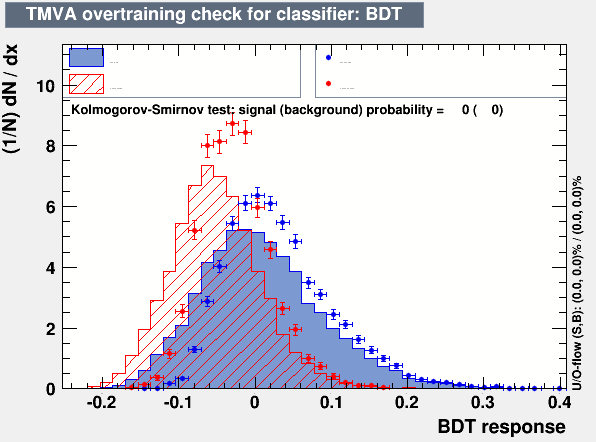 TMVA overtraining check for classifier: BDT
(1/N) dN / dx
Kolmogorov-Smirnov test: signal (background) probability = 0 ( 0)
10
8
6
4
2
0
-0.2 -0.1 0 0.1 0.2 0.3 0.4
BDT response
U/O-flow (S,B): (0.0, 0.0)% / (0.0, 0.0)%